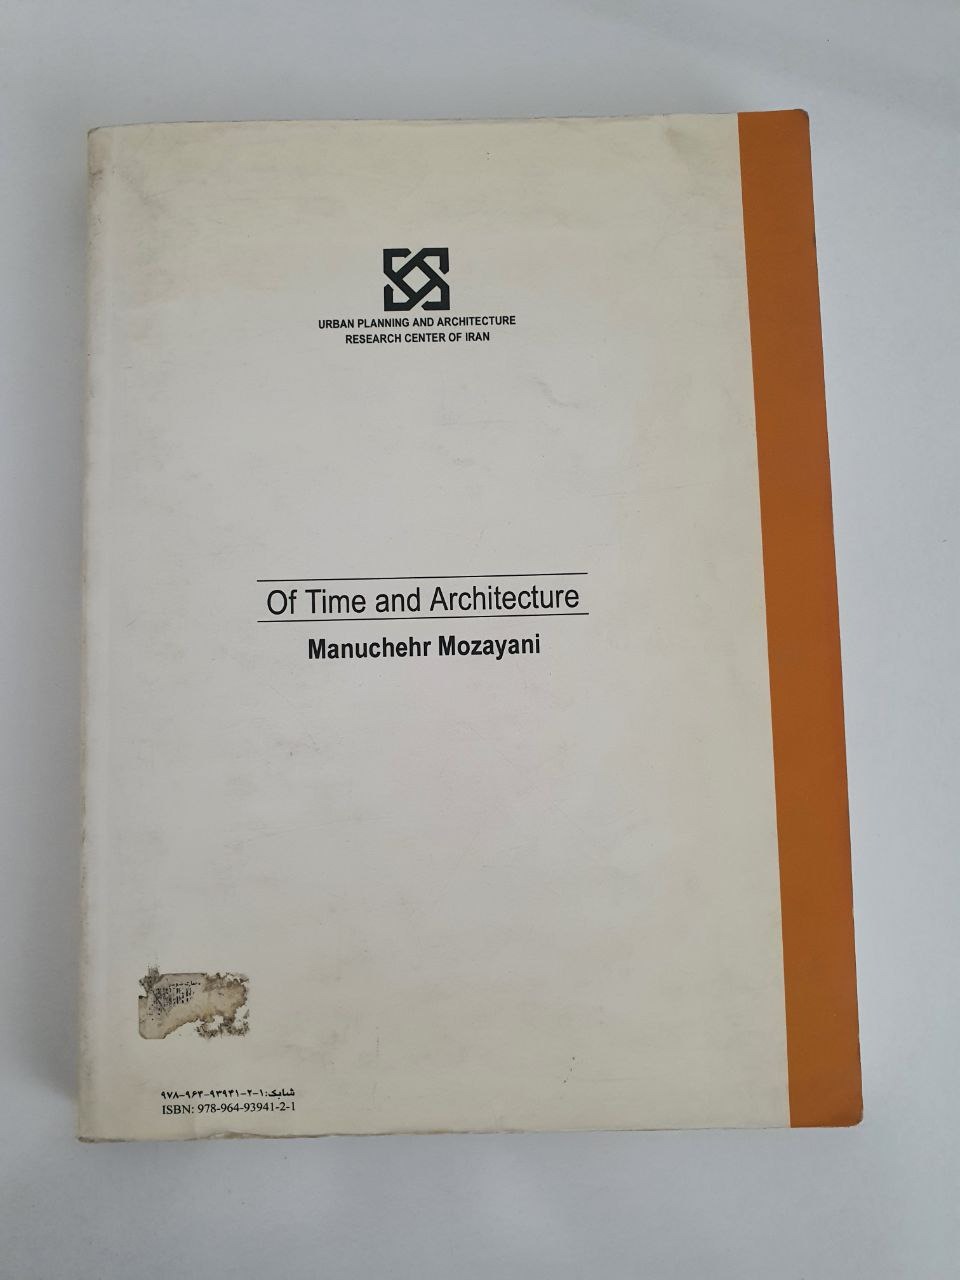 URBAN PLANNING AND ARCHITECTURE
RESEARCH CENTER OF IRAN
Of Time and Architecture
Manuchehr Mozayani
شابک: ۱-۲-۹۳۹۴۱-۹۶۴-۹۷۸
ISBN: 978-964-93941-2-1